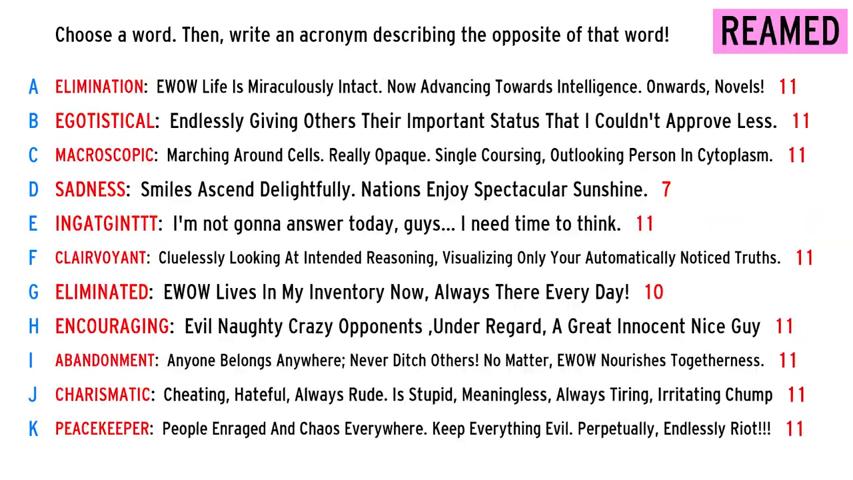 Choose a word. Then, write an acronym describing the opposite of that word!
REAMED
A ELIMINATION: EWOW Life Is Miraculously Intact. Now Advancing Towards Intelligence. Onwards, Novels! 11
B EGOTISTICAL: Endlessly Giving Others Their Important Status That I Couldn't Approve Less. 11
C MACROSCOPIC: Marching Around Cells. Really Opaque. Single Coursing, Outlooking Person In Cytoplasm. 11
D SADNESS: Smiles Ascend Delightfully. Nations Enjoy Spectacular Sunshine. 7
E INGATGINTTT: I'm not gonna answer today, guys... I need time to think. 11
F CLAIRVOYANT: Cluelessly Looking At Intended Reasoning, Visualizing Only Your Automatically Noticed Truths. 11
G ELIMINATED: EWOW Lives In My Inventory Now, Always There Every Day! 10
H ENCOURAGING: Evil Naughty Crazy Opponents ,Under Regard, A Great Innocent Nice Guy 11
I ABANDONMENT: Anyone Belongs Anywhere; Never Ditch Others! No Matter, EWOW Nourishes Togetherness. 11
J CHARISMATIC: Cheating, Hateful, Always Rude. Is Stupid, Meaningless, Always Tiring, Irritating Chump 11
K PEACEKEEPER: People Enraged And Chaos Everywhere. Keep Everything Evil. Perpetually, Endlessly Riot!!! 11